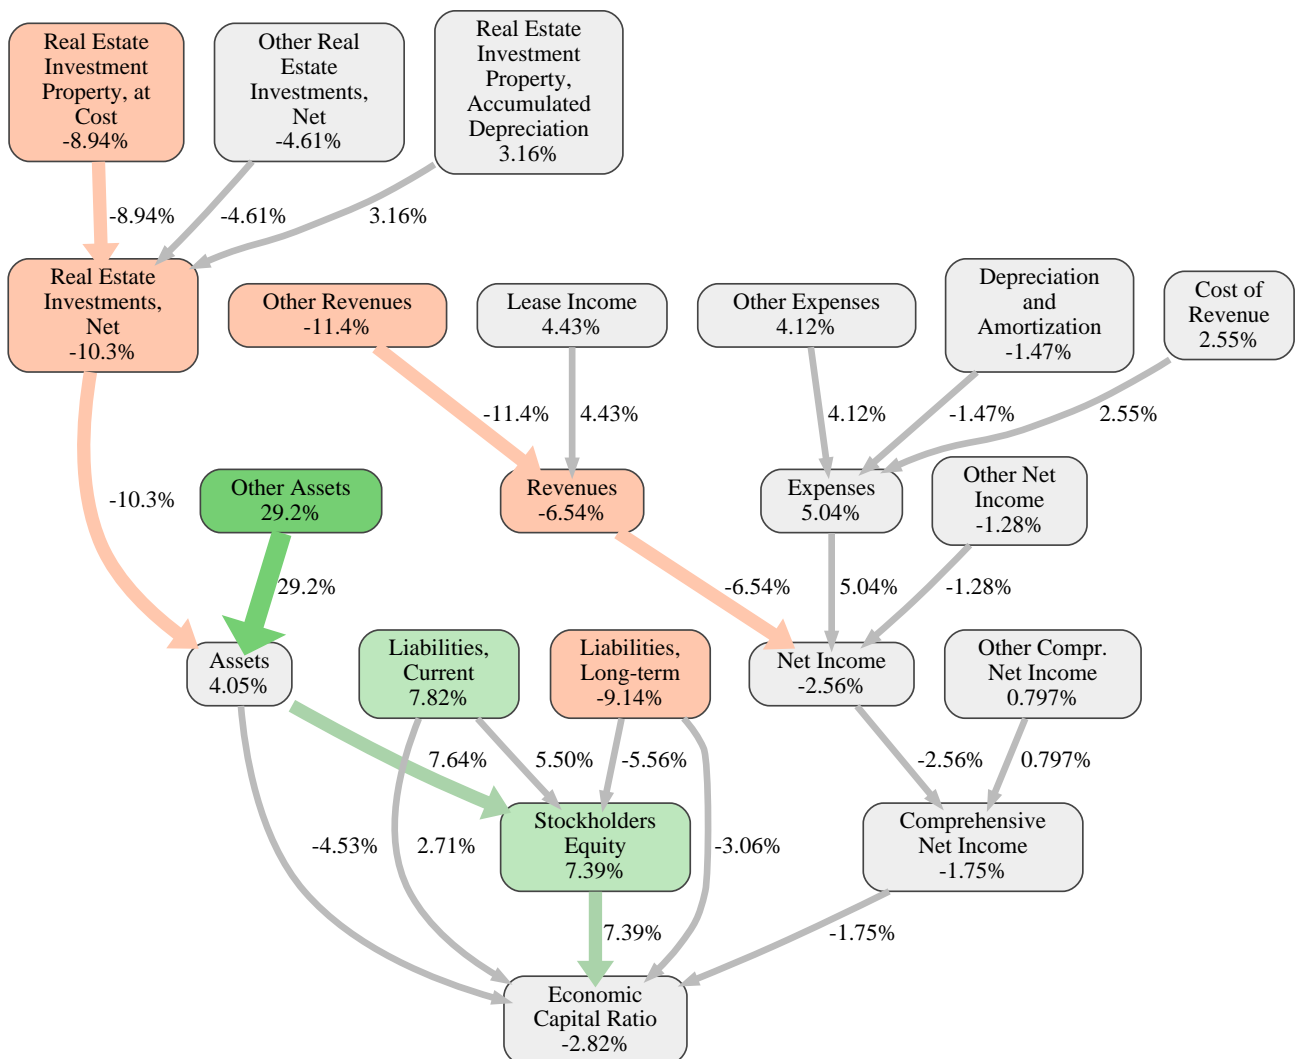 Real Estate
Investment
Property, at
Cost
-8.94%
Other Real
Estate
Investments,
Net
-4.61%
Real Estate
Investment
Property,
Accumulated
Depreciation
3.16%
-8.94%
-4.61%
3.16%
Real Estate
Investments,
Net
-10.3%
Other Revenues
-11.4%
Lease Income
4.43%
Other Expenses
4.12%
Depreciation
and
Amortization
-1.47%
Cost of
Revenue
2.55%
-11.4%
4.43%
4.12%
-1.47%
2.55%
-10.3%
Other Assets
29.2%
Revenues
-6.54%
Expenses
5.04%
Other Net
Income
-1.28%
29.2%
-6.54%
5.04%
-1.28%
Assets
4.05%
Liabilities,
Current
7.82%
Liabilities,
Long-term
-9.14%
Net Income
-2.56%
Other Compr.
Net Income
0.797%
7.64%
5.50%
-5.56%
-2.56%
0.797%
-4.53%
2.71%
Stockholders
Equity
7.39%
-3.06%
Comprehensive
Net Income
-1.75%
7.39%
-1.75%
Economic
Capital Ratio
-2.82%